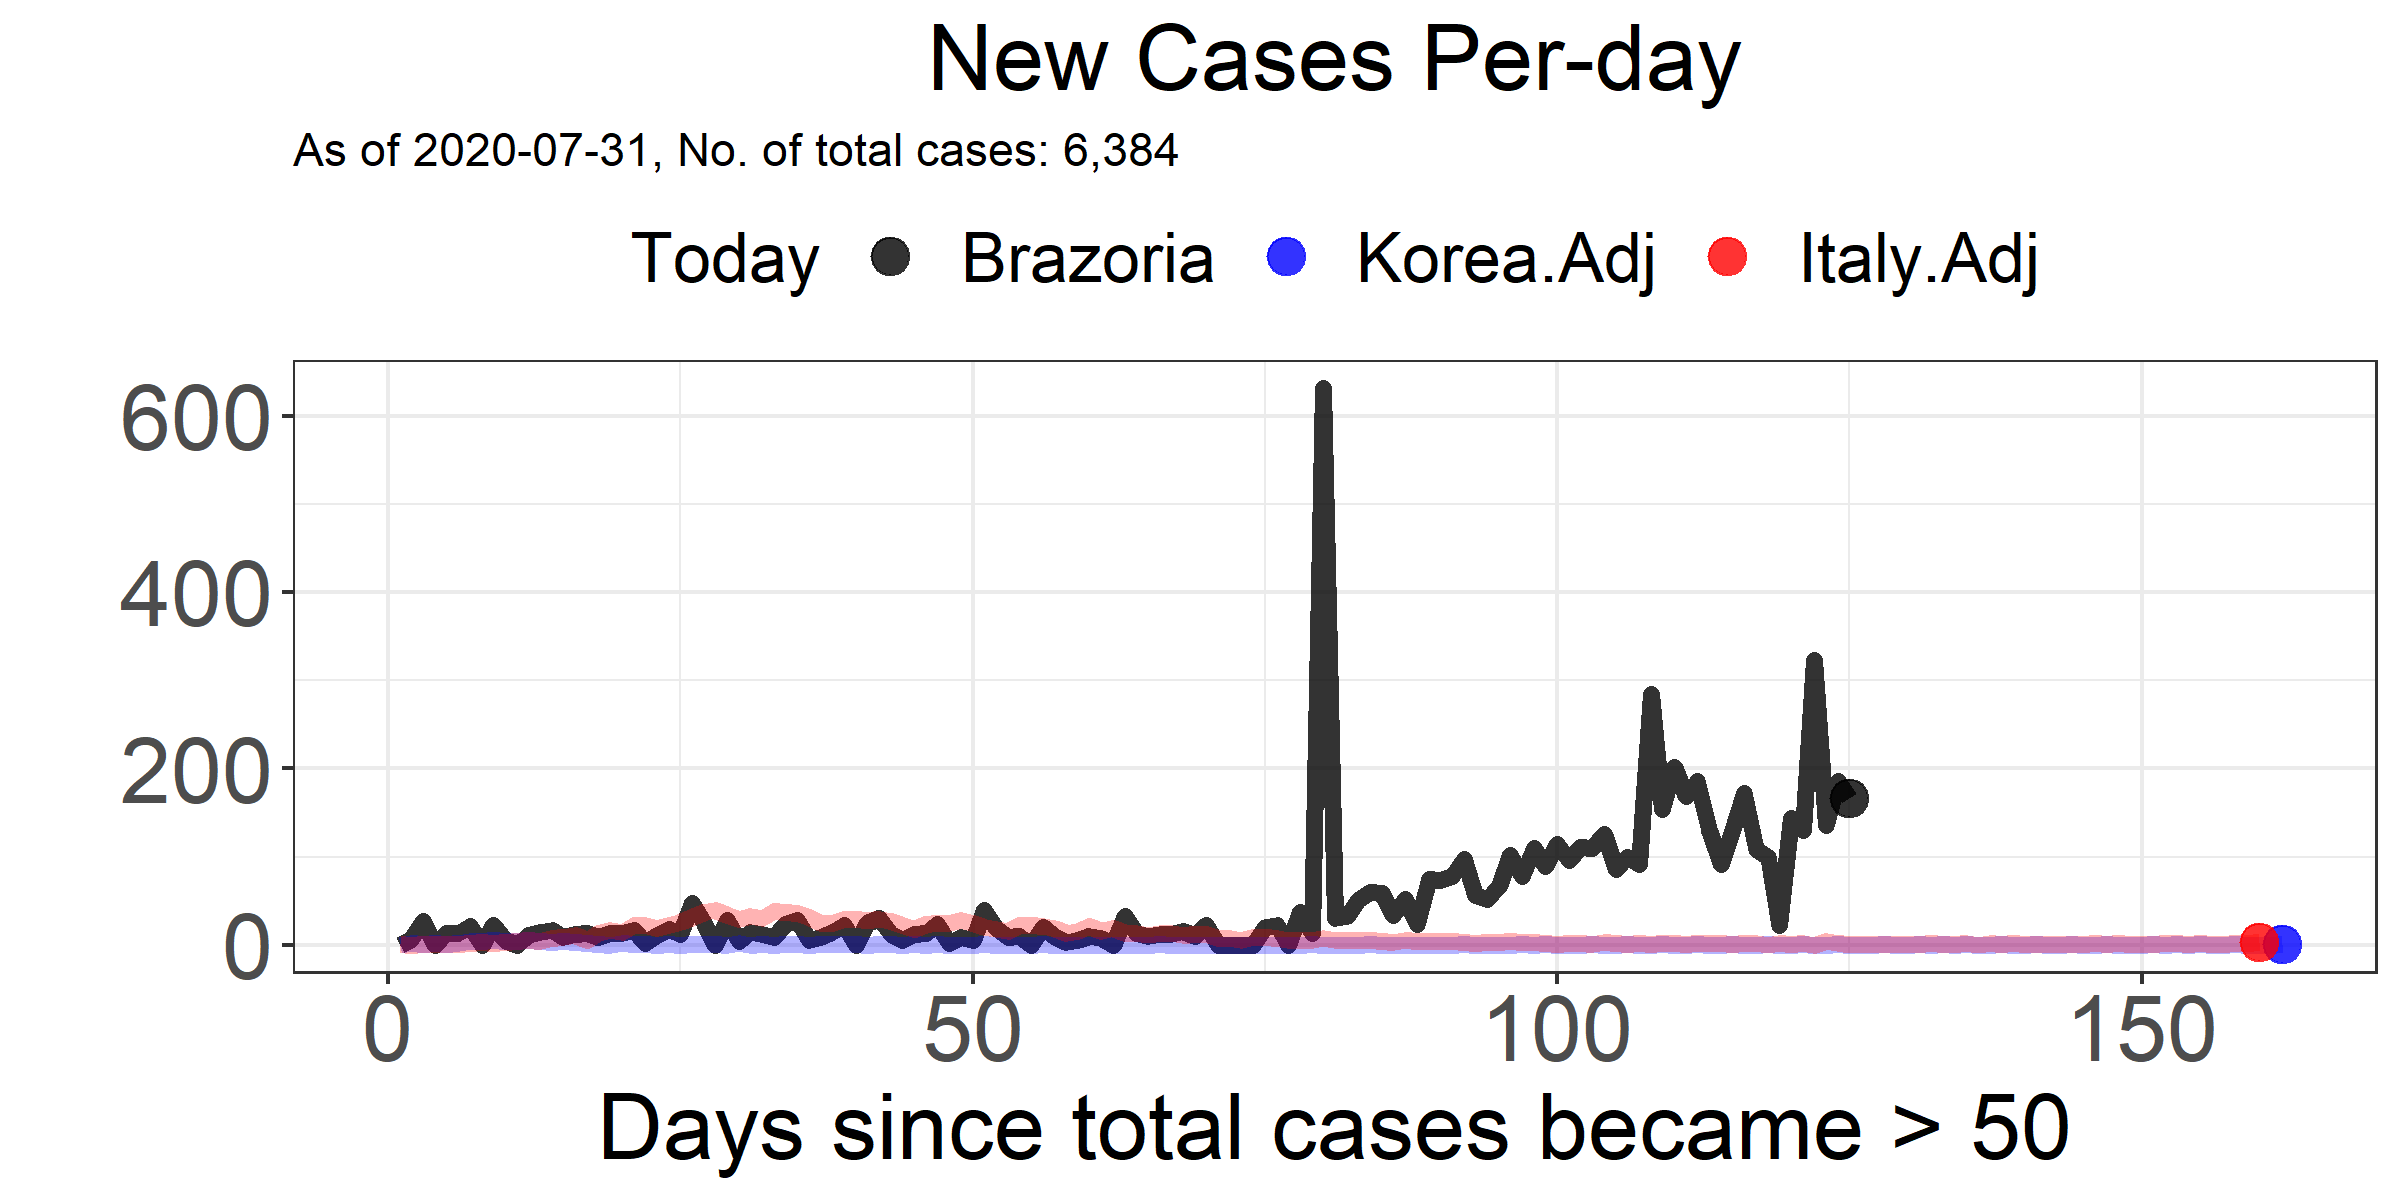 New Cases Per-day
As of 2020-07-31, No. of total cases: 6,384
Today Brazoria Korea.Adj Italy.Adj
600
400
200
0
0 50 100 150
Days since total cases became > 50